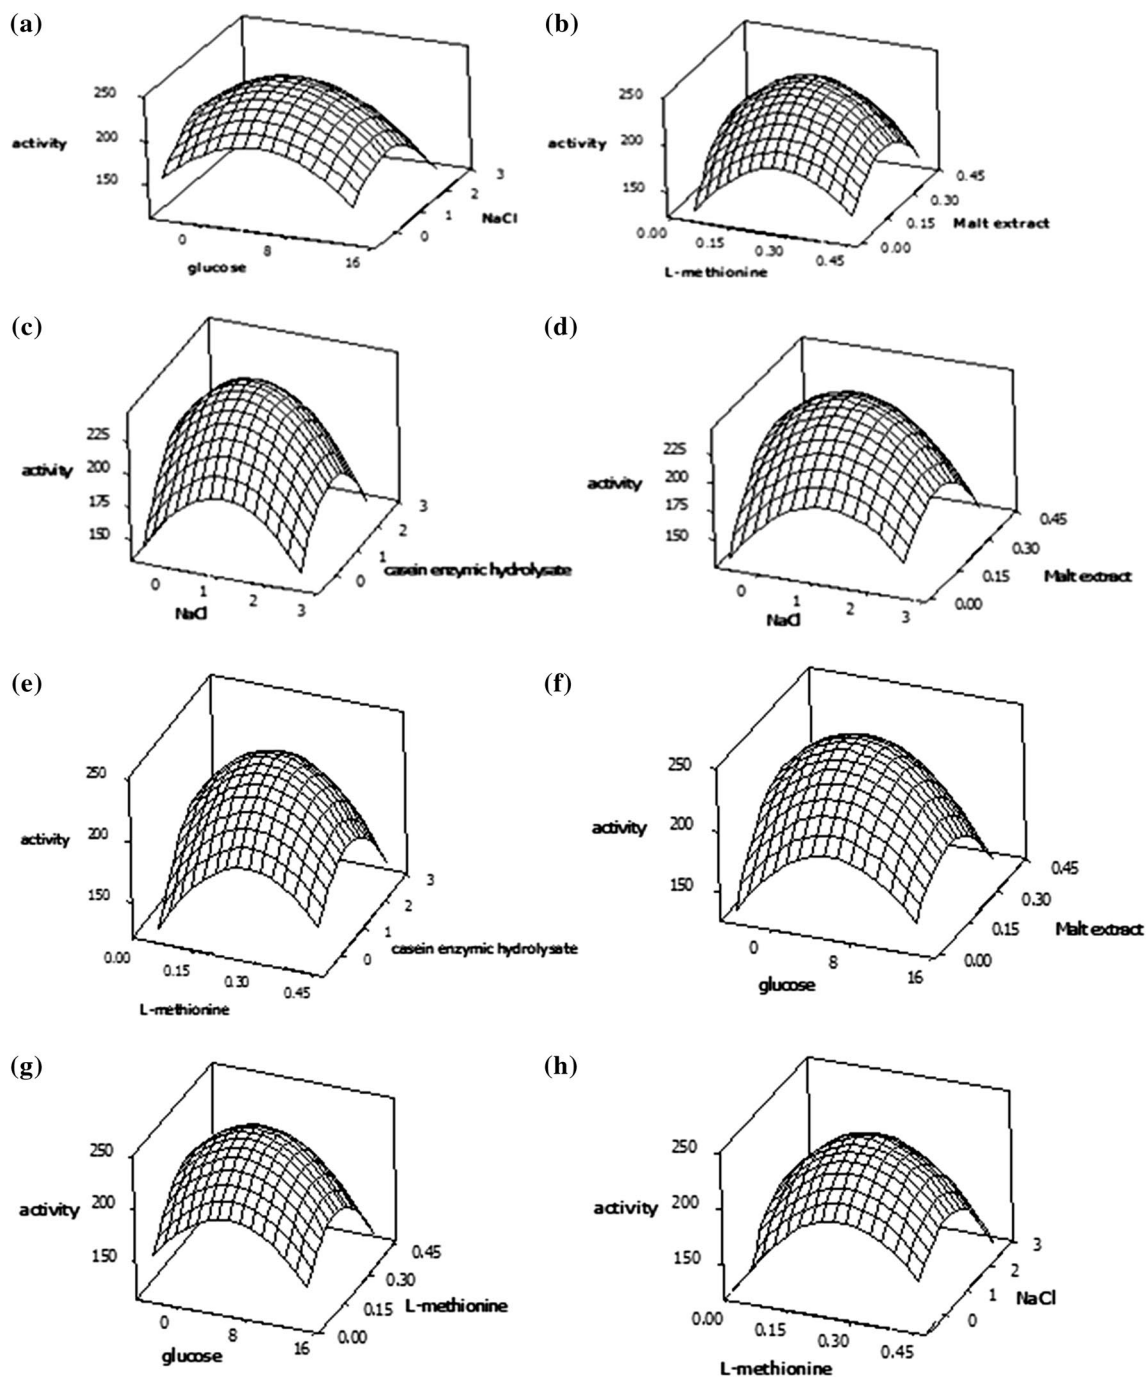 (a)
250
200
150
activity
0
8
16
glucose
0
1
2
3
NaCl
(b)
250
200
150
activity
0.00
0.15
0.30
0.45
L-methionine
0.00
0.15
0.30
0.45
Malt extract
(c)
225
200
175
150
activity
0
1
2
3
NaCl
0
1
2
3
casein enzymic hydrolysate
(d)
225
200
175
150
activity
0
1
2
3
NaCl
0.00
0.15
0.30
0.45
Malt extract
(e)
250
200
150
activity
0.00
0.15
0.30
0.45
L-methionine
0
1
2
3
casein enzymic hydrolysate
(f)
250
200
150
activity
0
8
16
glucose
0.00
0.15
0.30
0.45
Malt extract
(g)
250
200
150
activity
0
8
16
glucose
0.00
0.15
0.30
0.45
L-methionine
(h)
250
200
150
activity
0.00
0.15
0.30
0.45
L-methionine
0
1
2
3
NaCl